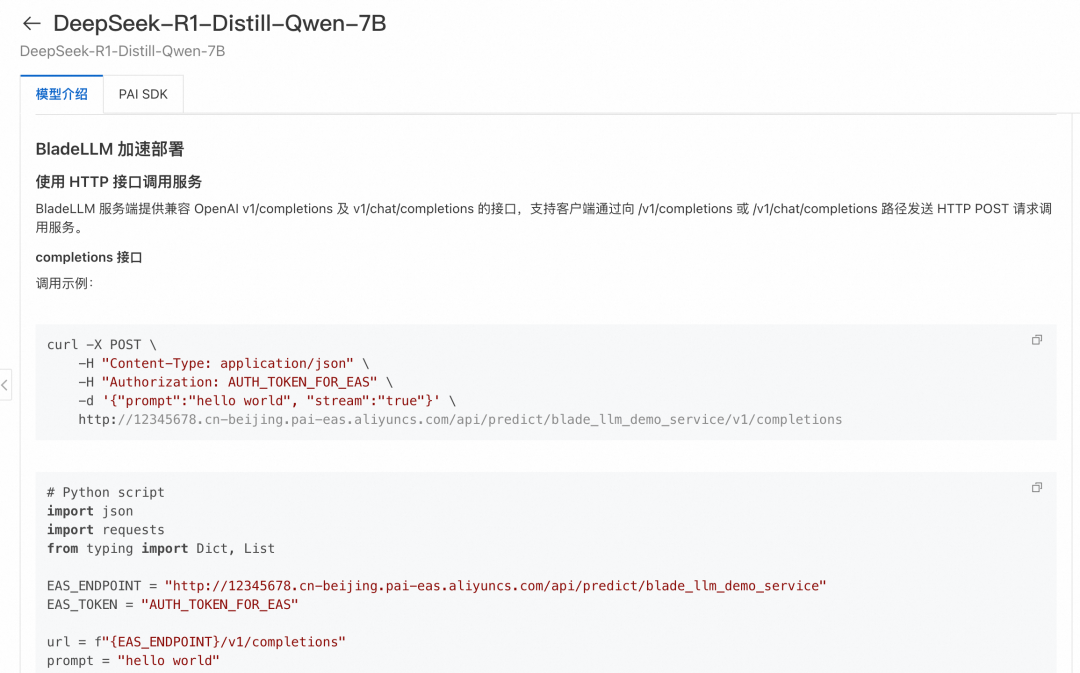 ← DeepSeek-R1-Distill-Qwen-7B
DeepSeek-R1-Distill-Qwen-7B
模型介绍 PAI SDK
BladeLLM 加速部署
使用 HTTP 接口调用服务
BladeLLM 服务端提供兼容 OpenAI v1/completions 及 v1/chat/completions 的接口，支持客户端通过向 /v1/completions 或 /v1/chat/completions 路径发送 HTTP POST 请求调
用服务。
completions 接口
调用示例：
curl -X POST \
    -H "Content-Type: application/json" \
    -H "Authorization: AUTH_TOKEN_FOR_EAS" \
    -d '{"prompt":"hello world", "stream":"true"}' \
    http://12345678.cn-beijing.pai-eas.aliyuncs.com/api/predict/blade_llm_demo_service/v1/completions
# Python script
import json
import requests
from typing import Dict, List
EAS_ENDPOINT = "http://12345678.cn-beijing.pai-eas.aliyuncs.com/api/predict/blade_llm_demo_service"
EAS_TOKEN = "AUTH_TOKEN_FOR_EAS"
url = f"{EAS_ENDPOINT}/v1/completions"
prompt = "hello world"